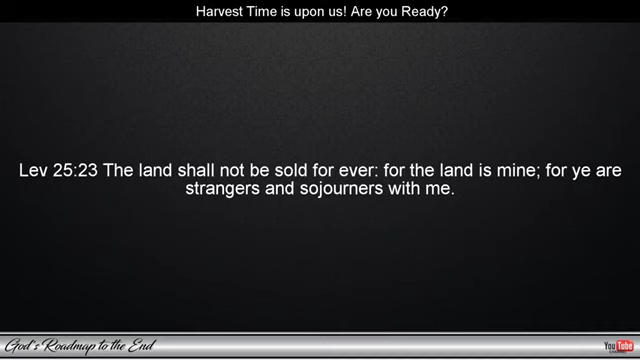 Harvest Time is upon us! Are you Ready?
Lev 25:23 The land shall not be sold for ever: for the land is mine; for ye are
strangers and sojourners with me.
God's Roadmap to the End
YouTube